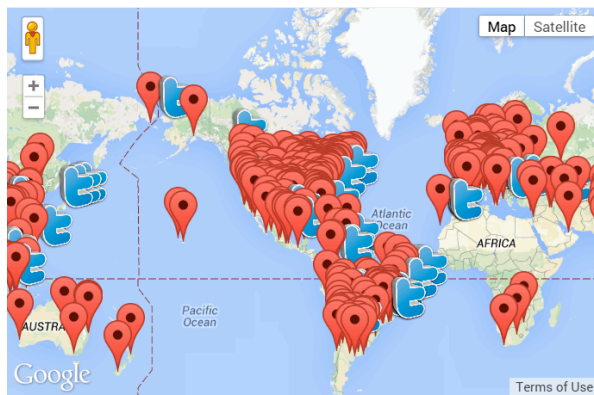 Map Satellite
+
−
Atlantic
Ocean
AFRICA
Pacific
Ocean
AUSTRA
Google
Terms of Use